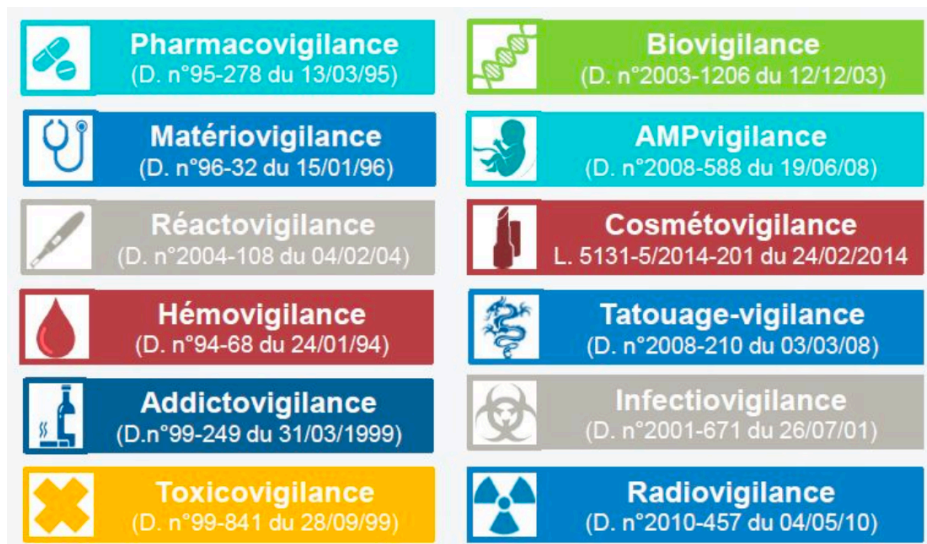 Pharmacovigilance
(D. n°95-278 du 13/03/95)
Matériovigilance
(D. n°96-32 du 15/01/96)
Réactovigilance
(D. n°2004-108 du 04/02/04)
Hémovigilance
(D. n°94-68 du 24/01/94)
Addictovigilance
(D.n°99-249 du 31/03/1999)
Toxicovigilance
(D. n°99-841 du 28/09/99)
Biovigilance
(D. n°2003-1206 du 12/12/03)
AMPvigilance
(D. n°2008-588 du 19/06/08)
Cosmétovigilance
L. 5131-5/2014-201 du 24/02/2014
Tatouage-vigilance
(D. n°2008-210 du 03/03/08)
Infectiovigilance
(D. n°2001-671 du 26/07/01)
Radiovigilance
(D. n°2010-457 du 04/05/10)